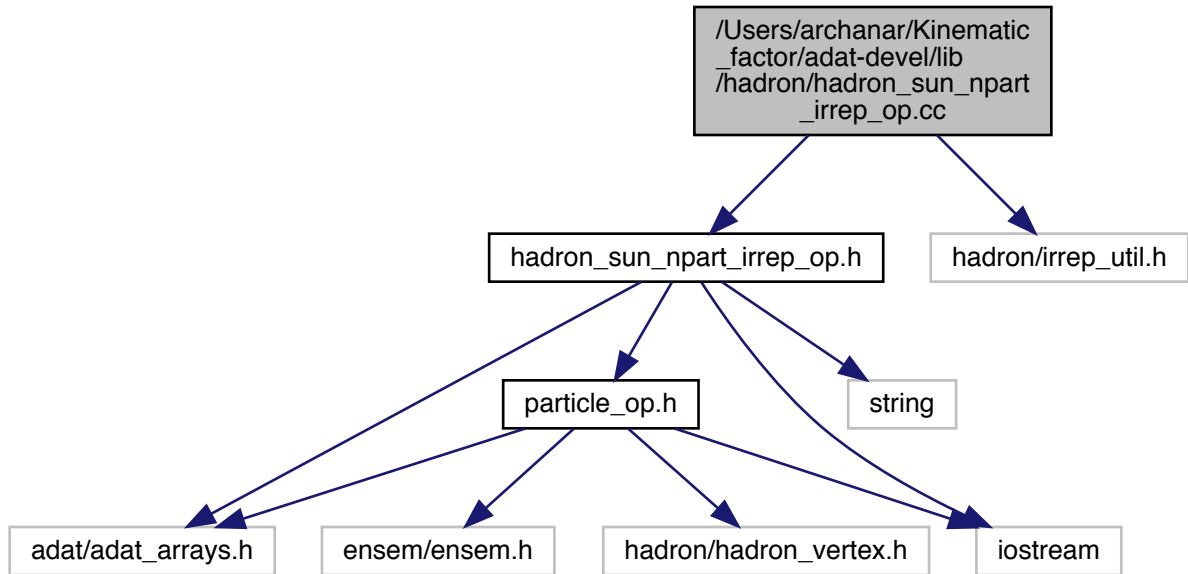 /Users/archanar/Kinematic
_factor/adat-devel/lib
/hadron/hadron_sun_npart
_irrep_op.cc
hadron_sun_npart_irrep_op.h
hadron/irrep_util.h
particle_op.h
string
adat/adat_arrays.h
ensem/ensem.h
hadron/hadron_vertex.h
iostream